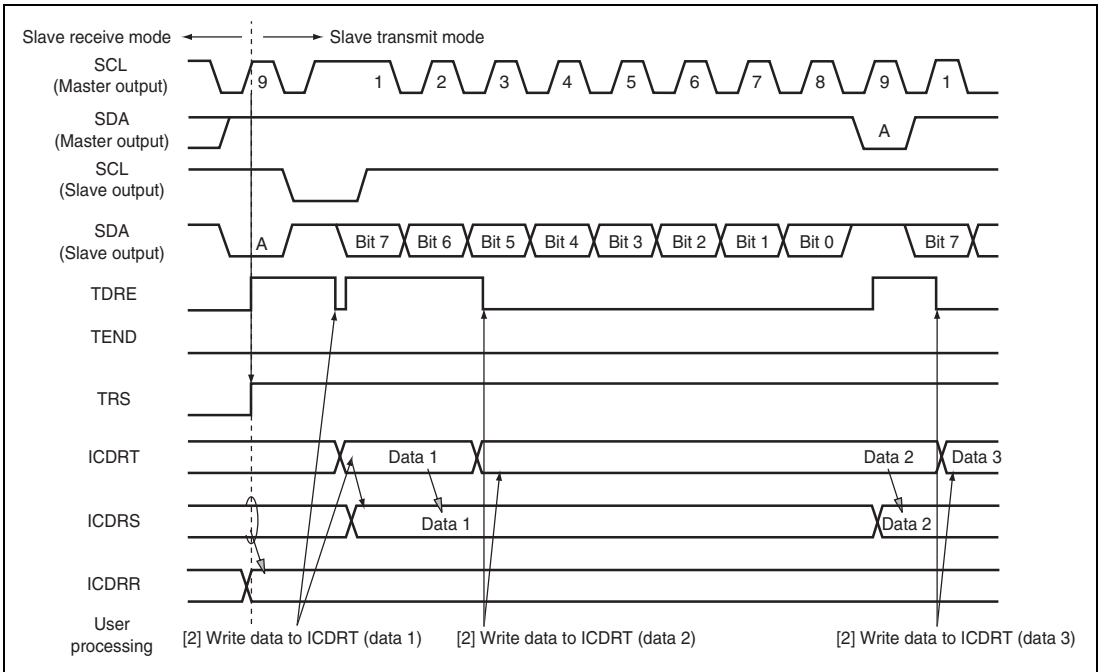 Slave receive mode Slave transmit mode
SCL
(Master output) 9 1 2 3 4 5 6 7 8 9 1
SDA
(Master output) A
SCL
(Slave output)
SDA
(Slave output) A Bit 7 Bit 6 Bit 5 Bit 4 Bit 3 Bit 2 Bit 1 Bit 0 Bit 7
TDRE
TEND
TRS
ICDRT Data 1 Data 2 Data 3
ICDRS Data 1 Data 2
ICDRR
User
processing [2] Write data to ICDRT (data 1) [2] Write data to ICDRT (data 2) [2] Write data to ICDRT (data 3)